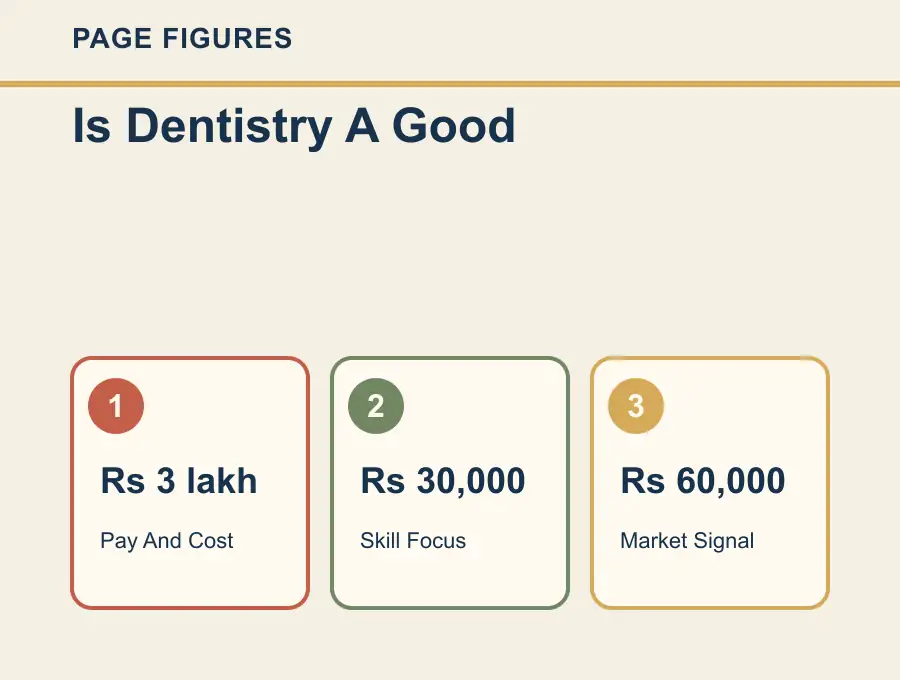 PAGE FIGURES
Is Dentistry A Good
1
Rs 3 lakh
Pay And Cost
2
Rs 30,000
Skill Focus
3
Rs 60,000
Market Signal